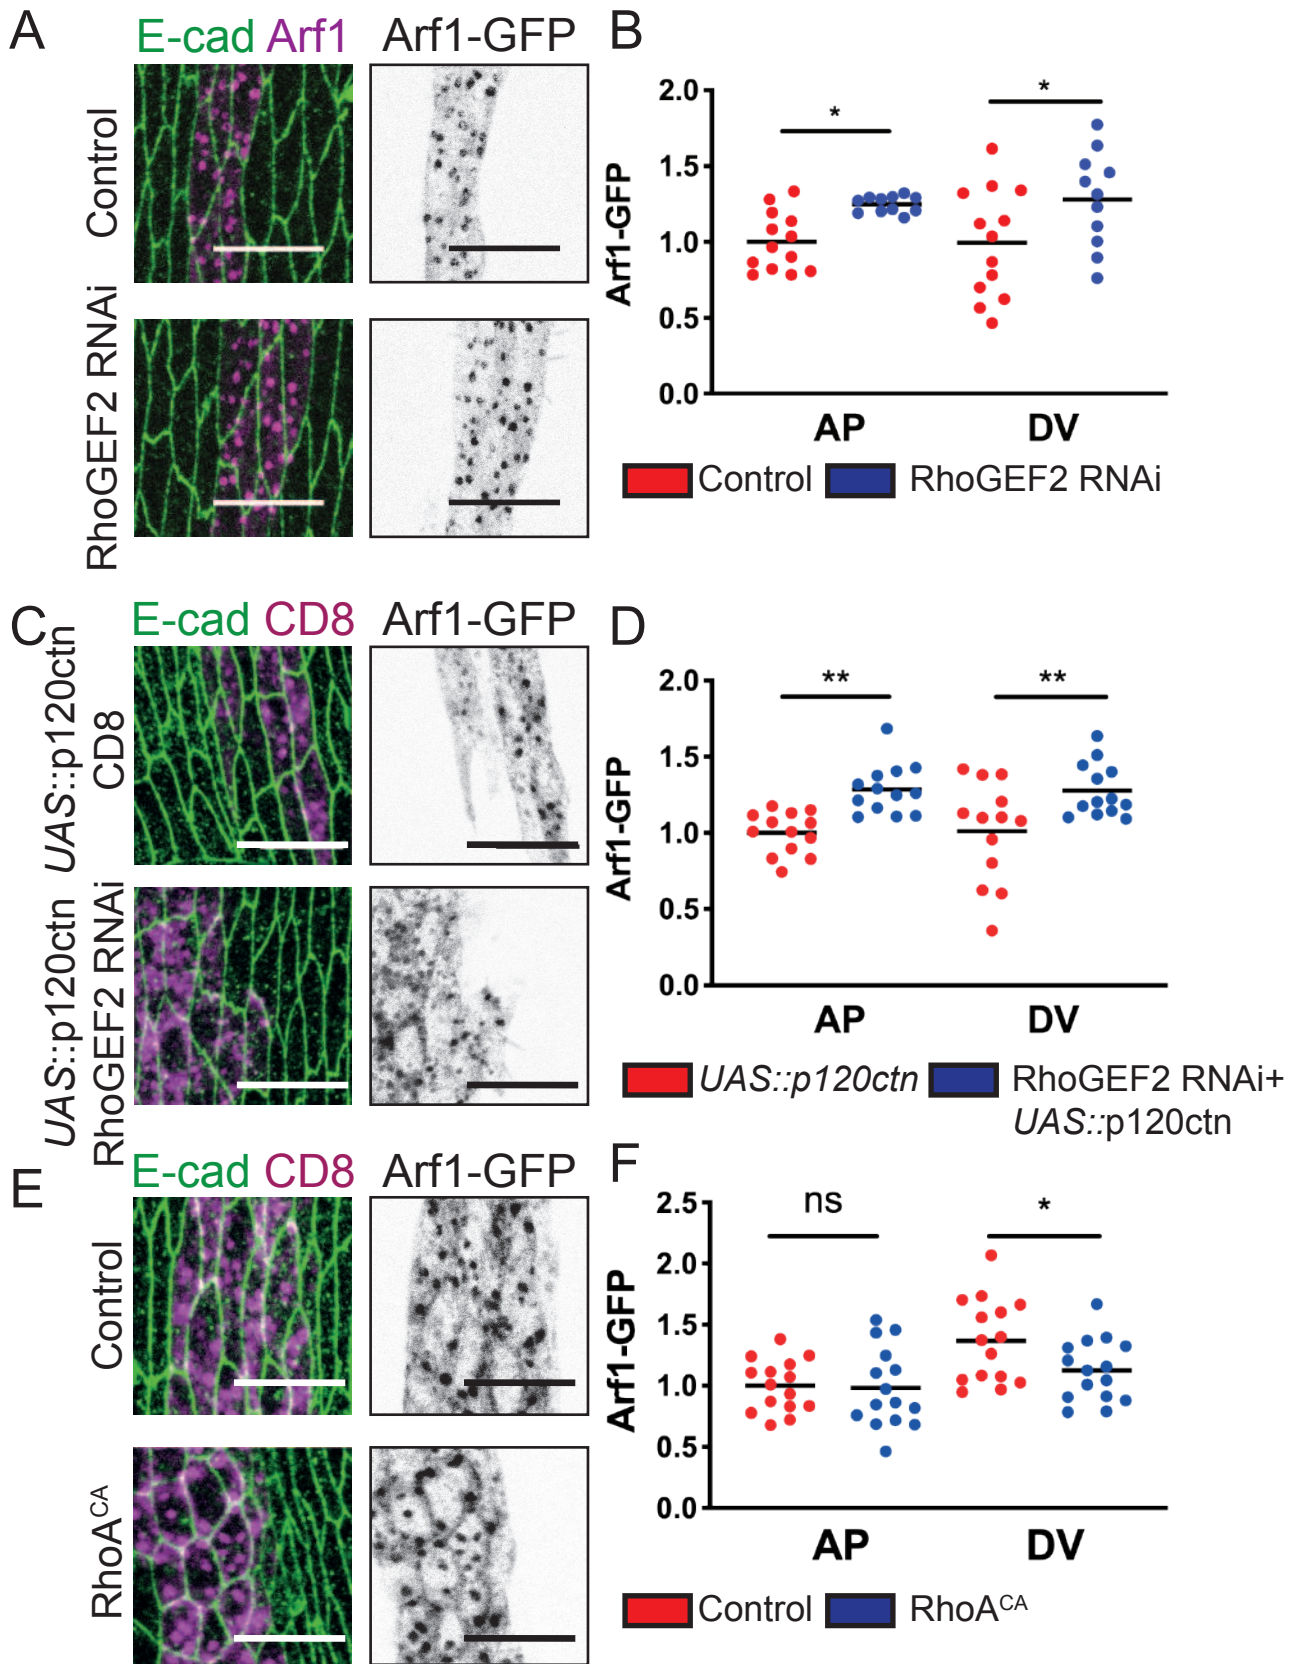 A
E-cad Arf1
Arf1-GFP
Control
RhoGEF2 RNAi
B
Arf1-GFP
2.0
1.5
1.0
0.5
0.0
*
*
AP
DV
Control
RhoGEF2 RNAi
C
E-cad CD8
Arf1-GFP
UAS::p120ctn
CD8
UAS::p120ctn
RhoGEF2 RNAi
D
Arf1-GFP
2.0
1.5
1.0
0.5
0.0
**
**
AP
DV
UAS::p120ctn
RhoGEF2 RNAi+
UAS::p120ctn
E
E-cad CD8
Arf1-GFP
Control
RhoA^CA
F
Arf1-GFP
2.5
2.0
1.5
1.0
0.5
0.0
ns
*
AP
DV
Control
RhoA^CA